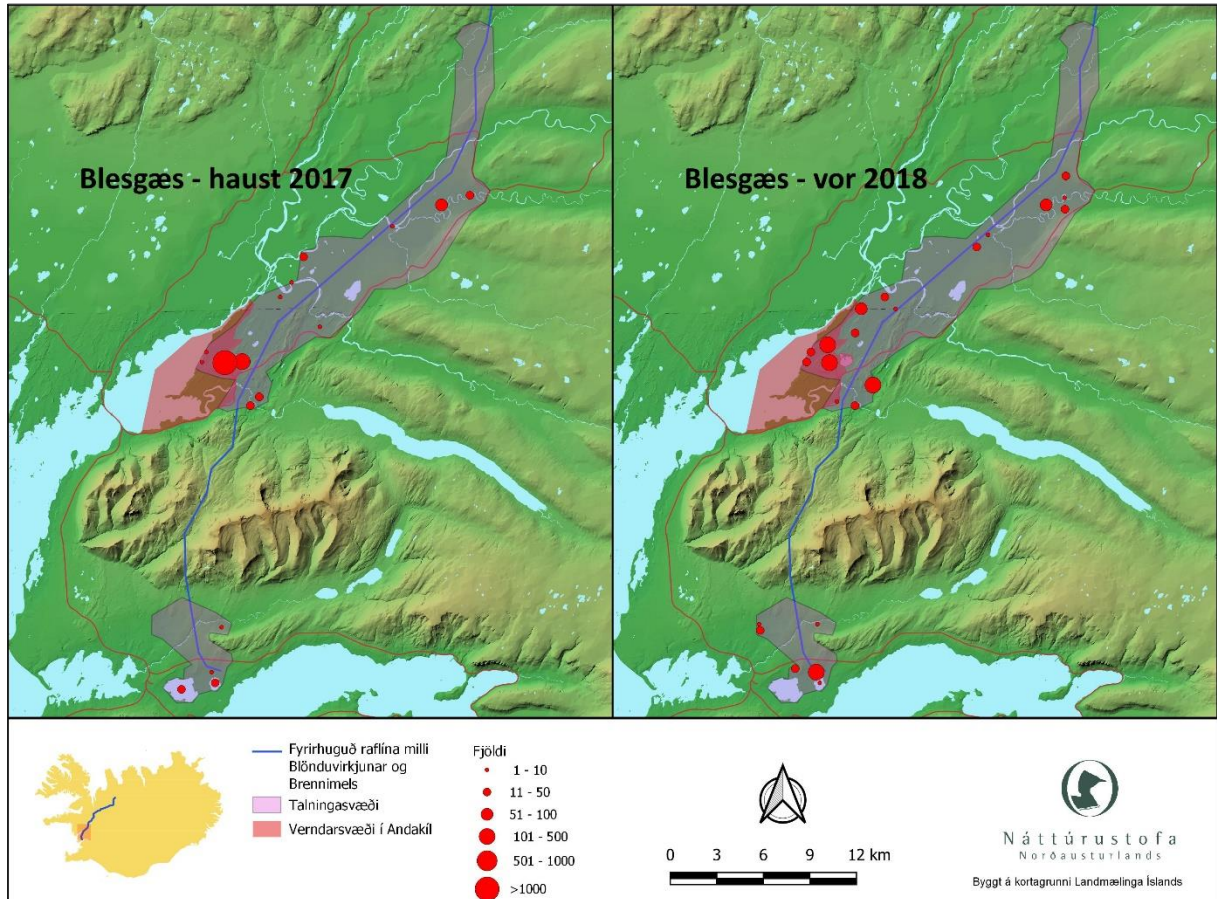 Blesgæs - haust 2017
Blesgæs - vor 2018
Fyrirhuguð raflína milli
Blönduvirkjunar og
Brennimels
Talningasvæði
Verndarsvæði í Andakíl
Fjöldi
1 - 10
11 - 50
51 - 100
101 - 500
501 - 1000
>1000
0 3 6 9 12 km
Náttúrustofa
Norðausturlands
Byggt á kortagrunni Landmælinga Íslands